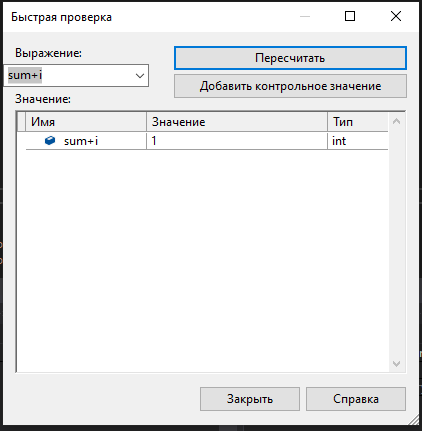 Быстрая проверка
Выражение:
Пересчитать
sum+i
Добавить контрольное значение
Значение:
Имя Значение Тип
sum+i 1 int
Закрыть Справка